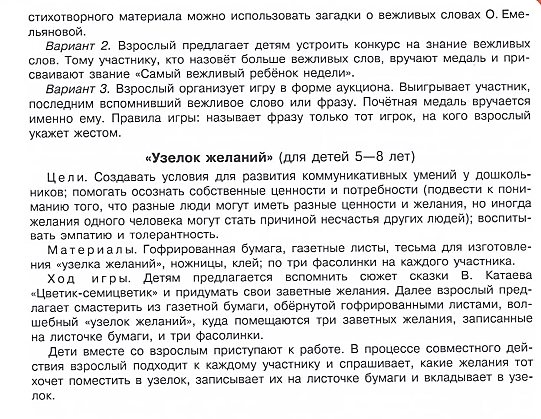 стихотворного материала можно использовать загадки о вежливых словах О. Еме-
льяновой.
Вариант 2. Взрослый предлагает детям устроить конкурс на знание вежливых
слов. Тому участнику, кто назовёт больше вежливых слов, вручают медаль и при-
сваивают звание «Самый вежливый ребёнок недели».
Вариант 3. Взрослый организует игру в форме аукциона. Выигрывает участник,
последним вспомнивший вежливое слово или фразу. Почётная медаль вручается
именно ему. Правила игры: называет фразу только тот игрок, на кого взрослый
укажет жестом.
«Узелок желаний» (для детей 5—8 лет)
Цели. Создавать условия для развития коммуникативных умений у дошколь-
ников; помогать осознать собственные ценности и потребности (подвести к пони-
манию того, что разные люди могут иметь разные ценности и желания, но иногда
желания одного человека могут стать причиной несчастья других людей); воспиты-
вать эмпатию и толерантность.
Материалы. Гофрированная бумага, газетные листы, тесьма для изготовле-
ния «узелка желаний», ножницы, клей; по три фасолинки на каждого участника.
Ход игры. Детям предлагается вспомнить сюжет сказки В. Катаева
«Цветик-семицветик» и придумать свои заветные желания. Далее взрослый пред-
лагает смастерить из газетной бумаги, обёрнутой гофрированными листами, вол-
шебный «узелок желаний», куда помещаются три заветных желания, записанные
на листочке бумаги, и три фасолинки.
Дети вместе со взрослым приступают к работе. В процессе совместного дей-
ствия взрослый подходит к каждому участнику и спрашивает, какие желания тот
хочет поместить в узелок, записывает их на листочке бумаги и вкладывает в узе-
лок.